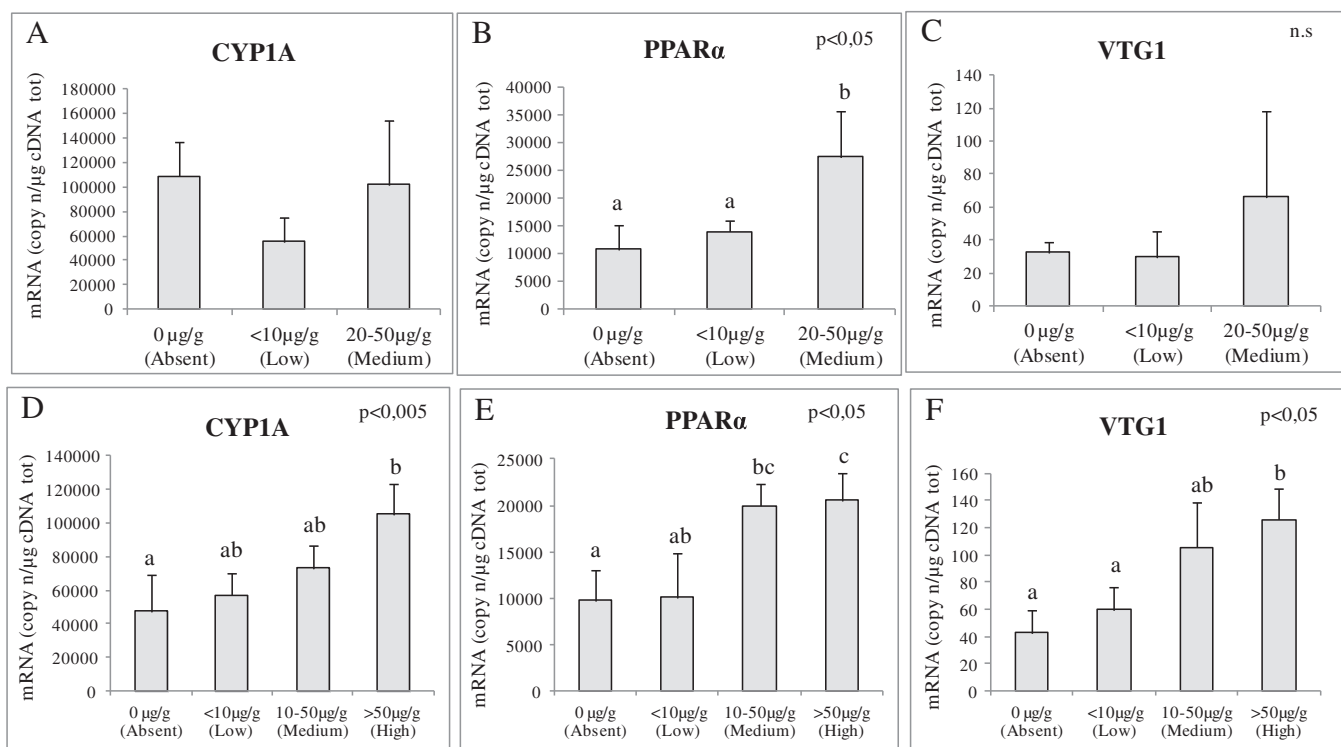 A
CYP1A
mRNA (copy n/µg cDNA tot)
180000
160000
140000
120000
100000
80000
60000
40000
20000
0
0 µg/g
(Absent)
<10µg/g
(Low)
20-50µg/g
(Medium)
B
p<0,05
PPARα
mRNA (copy n/µg cDNA tot)
40000
35000
30000
25000
20000
15000
10000
5000
0
a
a
b
0 µg/g
(Absent)
<10µg/g
(Low)
20-50µg/g
(Medium)
C
n.s
VTG1
mRNA (copy n/µg cDNA tot)
140
120
100
80
60
40
20
0
0 µg/g
(Absent)
<10µg/g
(Low)
20-50µg/g
(Medium)
D
p<0,005
CYP1A
mRNA (copy n/µg cDNA tot)
140000
120000
100000
80000
60000
40000
20000
0
a
ab
ab
b
0 µg/g
(Absent)
<10µg/g
(Low)
10-50µg/g
(Medium)
>50µg/g
(High)
E
p<0,05
PPARα
mRNA (copy n/µg cDNA tot)
25000
20000
15000
10000
5000
0
a
ab
bc
c
0 µg/g
(Absent)
<10µg/g
(Low)
10-50µg/g
(Medium)
>50µg/g
(High)
F
p<0,05
VTG1
mRNA (copy n/µg cDNA tot)
160
140
120
100
80
60
40
20
0
a
a
ab
b
0 µg/g
(Absent)
<10µg/g
(Low)
10-50µg/g
(Medium)
>50µg/g
(High)